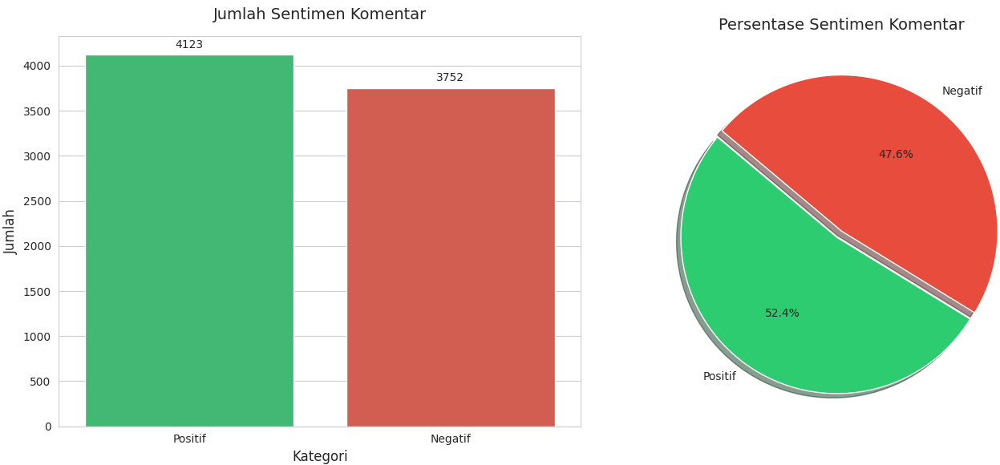 Jumlah Sentimen Komentar
4123
3752
4000
3500
3000
2500
2000
1500
1000
500
0
Jumlah
Positif
Negatif
Kategori
Persentase Sentimen Komentar
Negatif
47.6%
52.4%
Positif